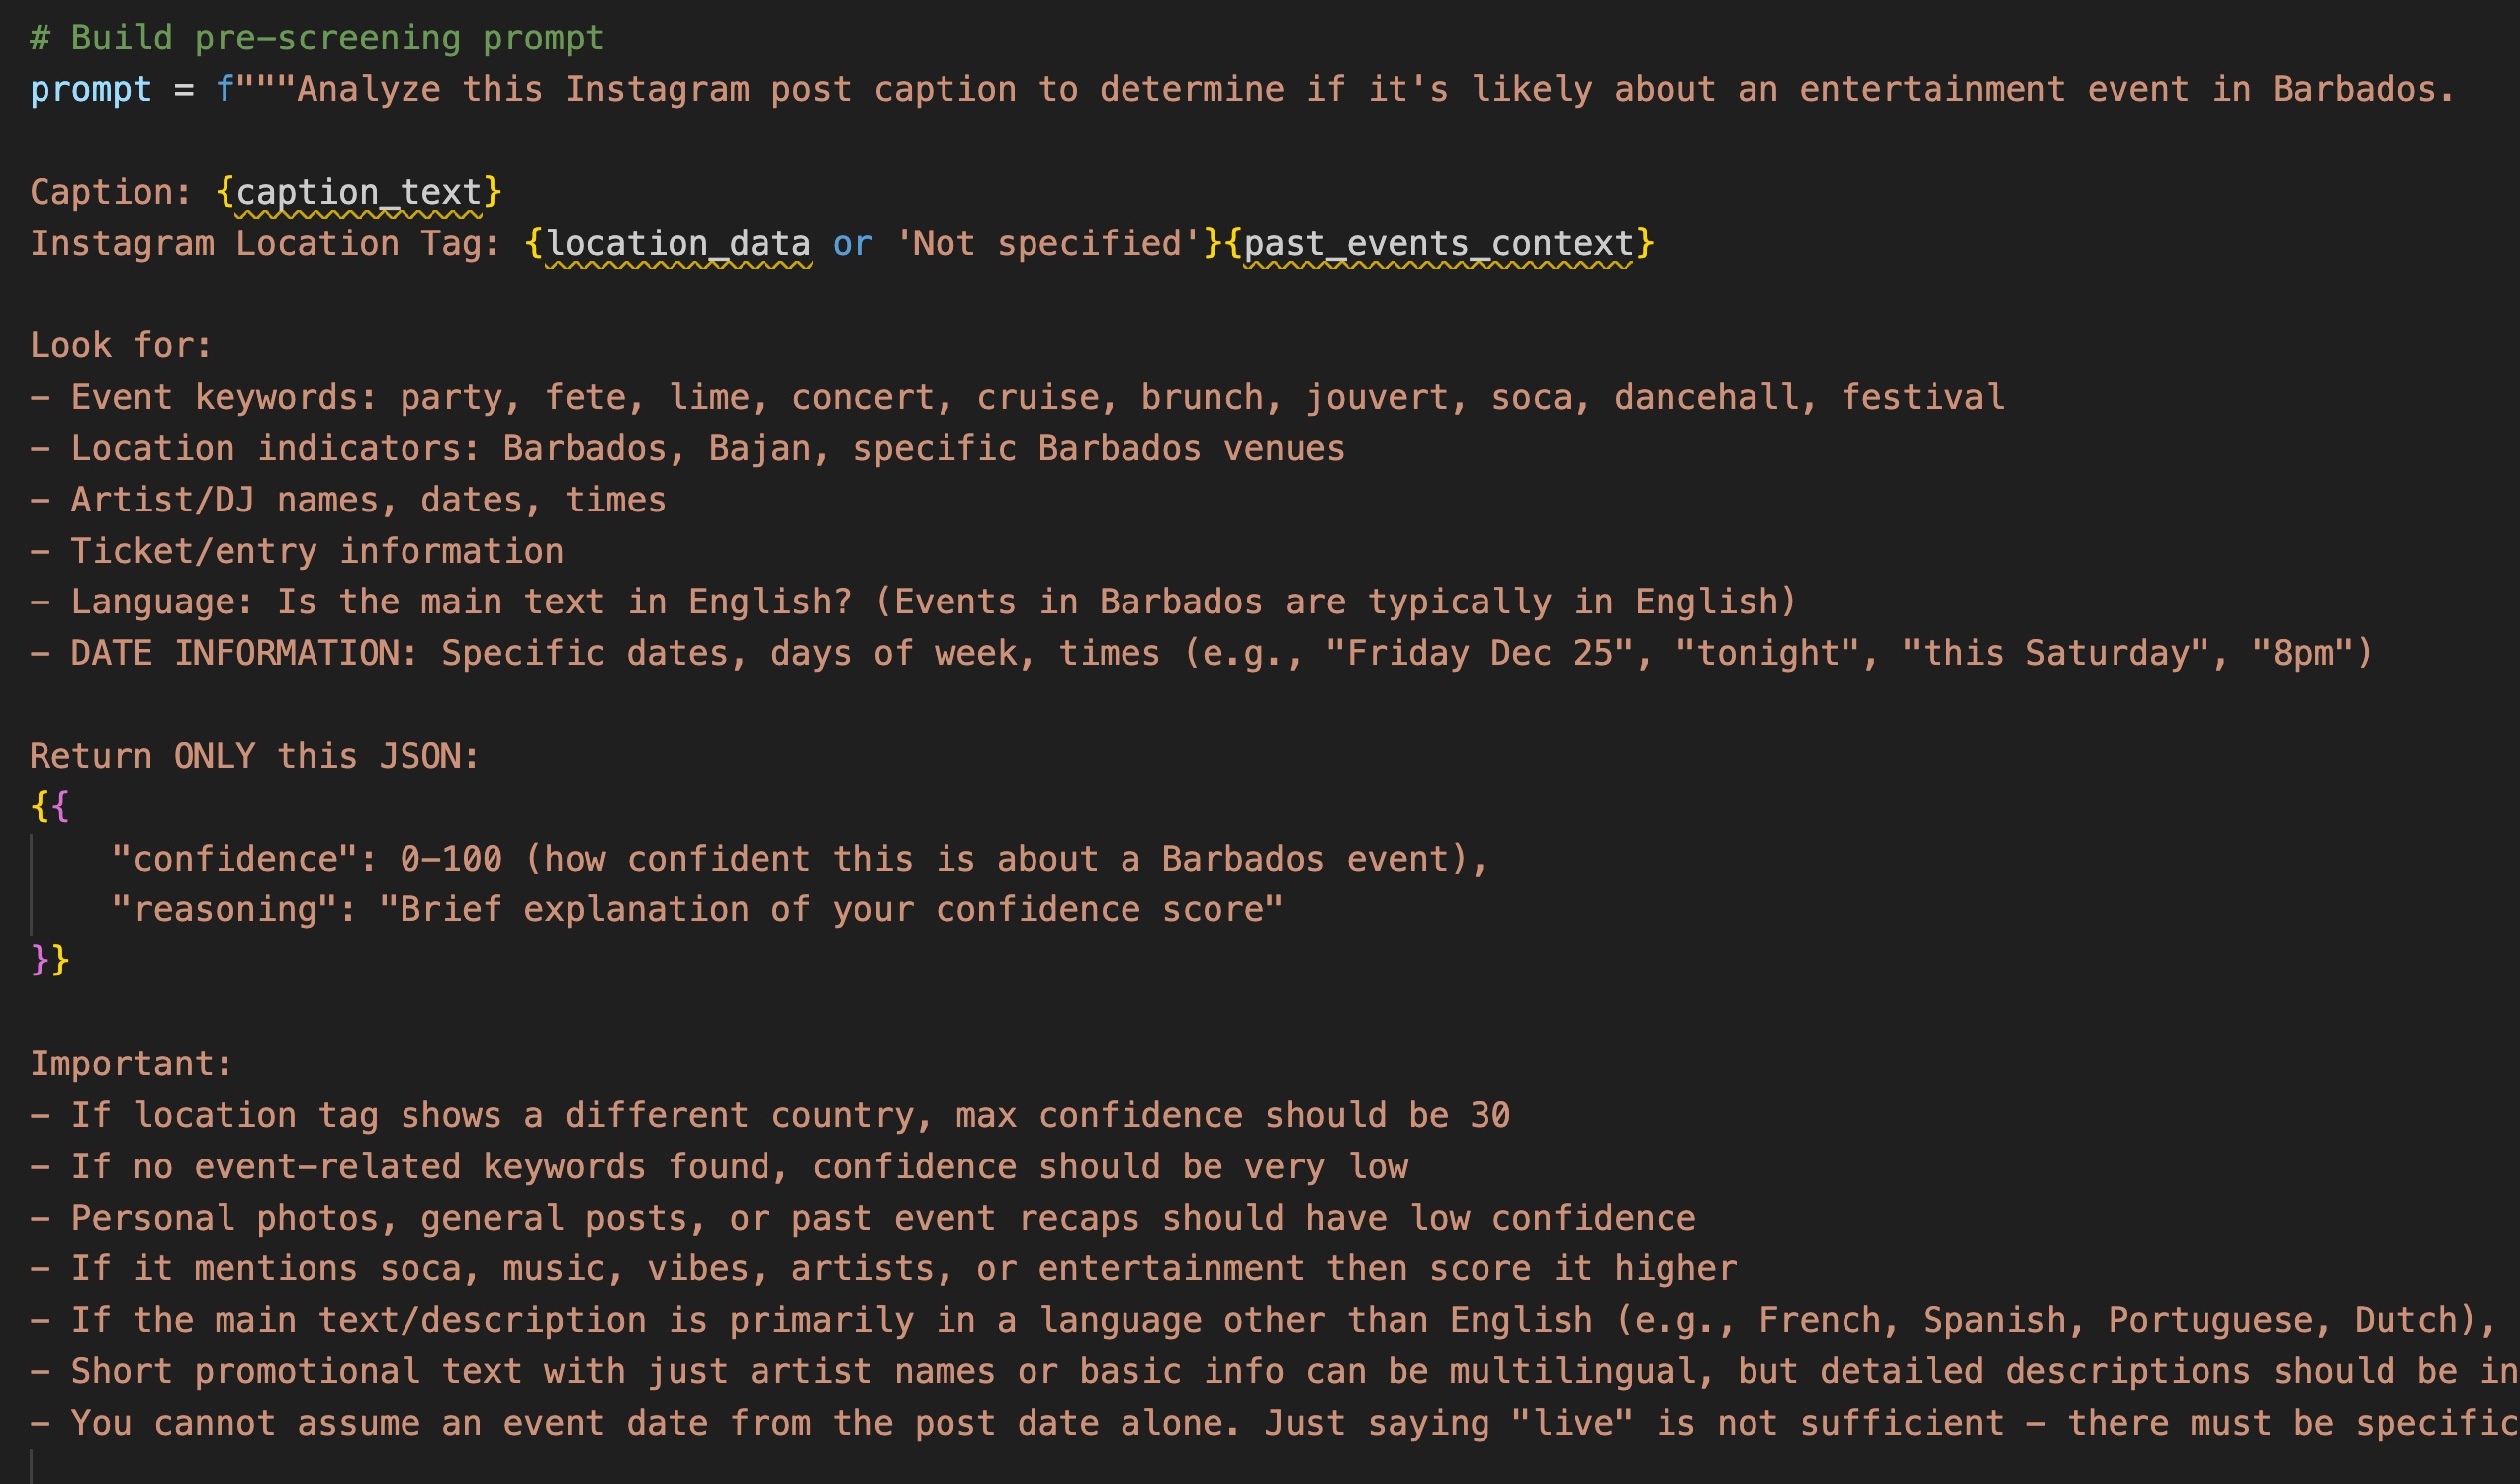 # Build pre-screening prompt
prompt = f"""Analyze this Instagram post caption to determine if it's likely about an entertainment event in Barbados.
Caption: {caption_text}
Instagram Location Tag: {location_data or 'Not specified'}{past_events_context}
Look for:
- Event keywords: party, fete, lime, concert, cruise, brunch, jouvert, soca, dancehall, festival
- Location indicators: Barbados, Bajan, specific Barbados venues
- Artist/DJ names, dates, times
- Ticket/entry information
- Language: Is the main text in English? (Events in Barbados are typically in English)
- DATE INFORMATION: Specific dates, days of week, times (e.g., "Friday Dec 25", "tonight", "this Saturday", "8pm")
Return ONLY this JSON:
{{
    "confidence": 0-100 (how confident this is about a Barbados event),
    "reasoning": "Brief explanation of your confidence score"
}}
Important:
- If location tag shows a different country, max confidence should be 30
- If no event-related keywords found, confidence should be very low
- Personal photos, general posts, or past event recaps should have low confidence
- If it mentions soca, music, vibes, artists, or entertainment then score it higher
- If the main text/description is primarily in a language other than English (e.g., French, Spanish, Portuguese, Dutch),
- Short promotional text with just artist names or basic info can be multilingual, but detailed descriptions should be in
- You cannot assume an event date from the post date alone. Just saying "live" is not sufficient - there must be specific